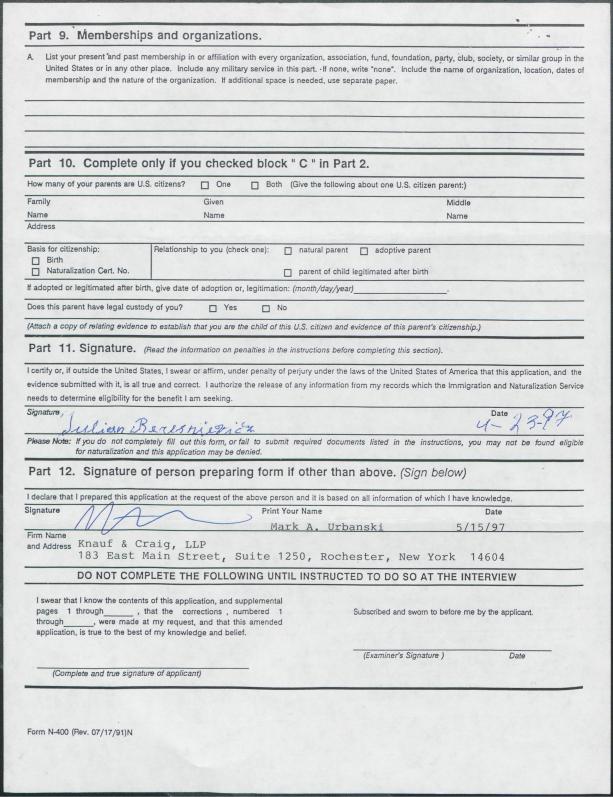 Part 9. Memberships and organizations.
A. List your present and past membership in or affiliation with every organization, association, fund, foundation, party, club, society, or similar group in the
United States or in any other place. Include any military service in this part. -If none, write "none". Include the name of organization, location, dates of
membership and the nature of the organization. If additional space is needed, use separate paper.
Part 10. Complete only if you checked block " C " in Part 2.
How many of your parents are U.S. citizens? One Both (Give the following about one U.S. citizen parent:)
Family Given Middle
Name Name Name
Address
Basis for citizenship: Relationship to you (check one): natural parent adoptive parent
Birth
Naturalization Cert. No. parent of child legitimated after birth
If adopted or legitimated after birth, give date of adoption or, legitimation: (month/day/year)____________________.
Does this parent have legal custody of you? Yes No
(Attach a copy of relating evidence to establish that you are the child of this U.S. citizen and evidence of this parent's citizenship.)
Part 11. Signature. (Read the information on penalties in the instructions before completing this section).
I certify or, if outside the United States, I swear or affirm, under penalty of perjury under the laws of the United States of America that this application, and the
evidence submitted with it, is all true and correct. I authorize the release of any information from my records which the Immigration and Naturalization Service
needs to determine eligibility for the benefit I am seeking.
Signature Date
Julian Beresniewicz 4-23-97
Please Note: If you do not completely fill out this form, or fail to submit required documents listed in the instructions, you may not be found eligible
for naturalization and this application may be denied.
Part 12. Signature of person preparing form if other than above. (Sign below)
I declare that I prepared this application at the request of the above person and it is based on all information of which I have knowledge.
Signature Print Your Name Date
Mark A. Urbanski 5/15/97
Firm Name
and Address Knauf & Craig, LLP
183 East Main Street, Suite 1250, Rochester, New York 14604
DO NOT COMPLETE THE FOLLOWING UNTIL INSTRUCTED TO DO SO AT THE INTERVIEW
I swear that I know the contents of this application, and supplemental
pages 1 through______ , that the corrections , numbered 1
through______, were made at my request, and that this amended
application, is true to the best of my knowledge and belief.
Subscribed and sworn to before me by the applicant.
(Examiner's Signature ) Date
(Complete and true signature of applicant)
Form N-400 (Rev. 07/17/91)N